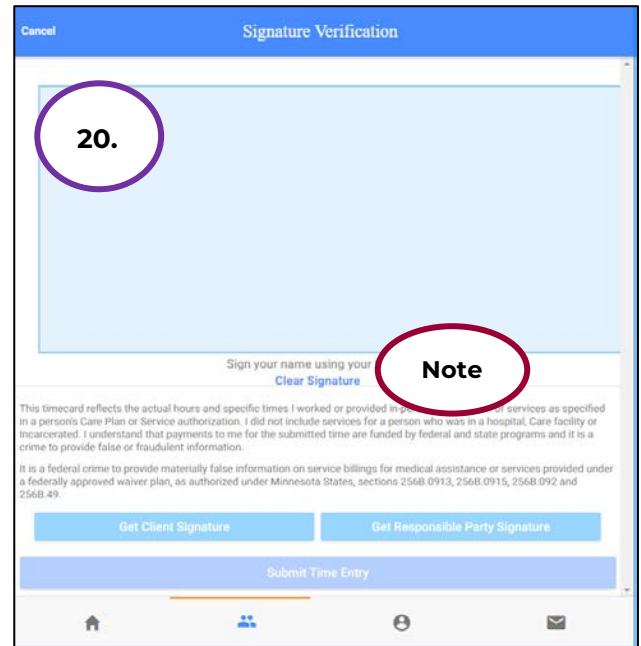 Cancel
Signature Verification
20.
Sign your name using your
Note
Clear Signature
This timecard reflects the actual hours and specific times I worked or provided in-pe of services as specified
in a person's Care Plan or Service authorization. I did not include services for a person who was in a hospital, Care facility or
Incarcerated. I understand that payments to me for the submitted time are funded by federal and state programs and it is a
crime to provide false or fraudulent information.
It is a federal crime to provide materially false information on service billings for medical assistance or services provided under
a federally approved waiver plan, as authorized under Minnesota States, sections 256B.0913, 256B.0915, 256B.092 and
256B.49.
Get Client Signature
Get Responsible Party Signature
Submit Time Entry